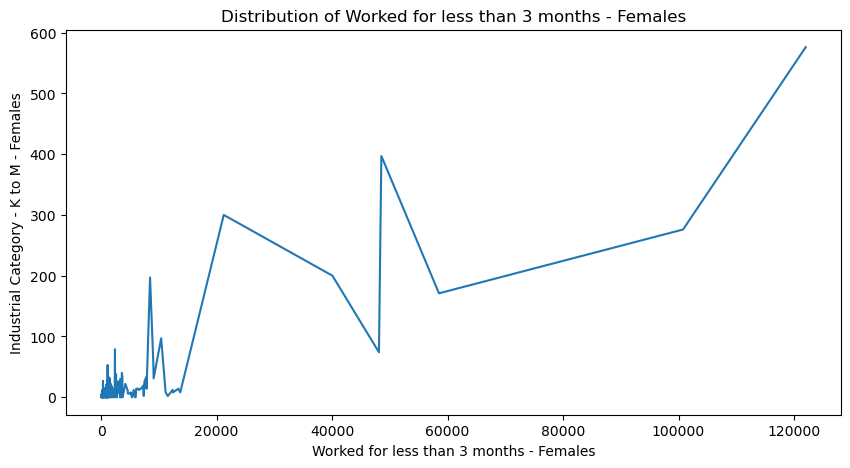 Distribution of Worked for less than 3 months - Females
Industrial Category - K to M - Females
600
500
400
300
200
100
0
0 20000 40000 60000 80000 100000 120000
Worked for less than 3 months - Females